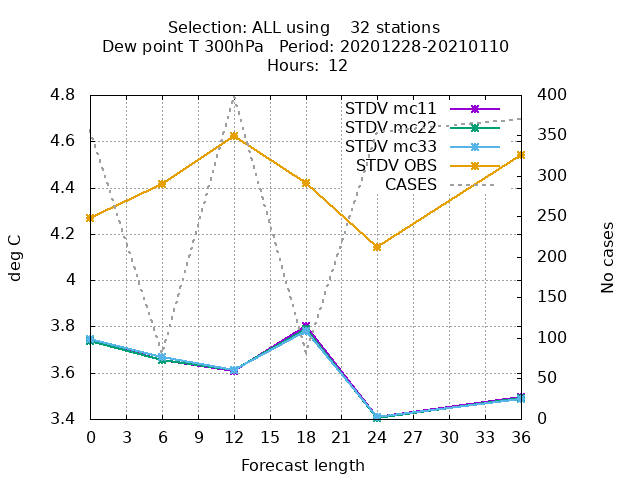 Selection: ALL using    32 stations
Dew point T 300hPa   Period: 20201228-20210110
Hours: 12
4.8
4.6
4.4
4.2
4
3.8
3.6
3.4
deg C
400
350
300
250
200
150
100
50
0
No cases
STDV mc11
STDV mc22
STDV mc33
STDV OBS
CASES
0 3 6 9 12 15 18 21 24 27 30 33 36
Forecast length